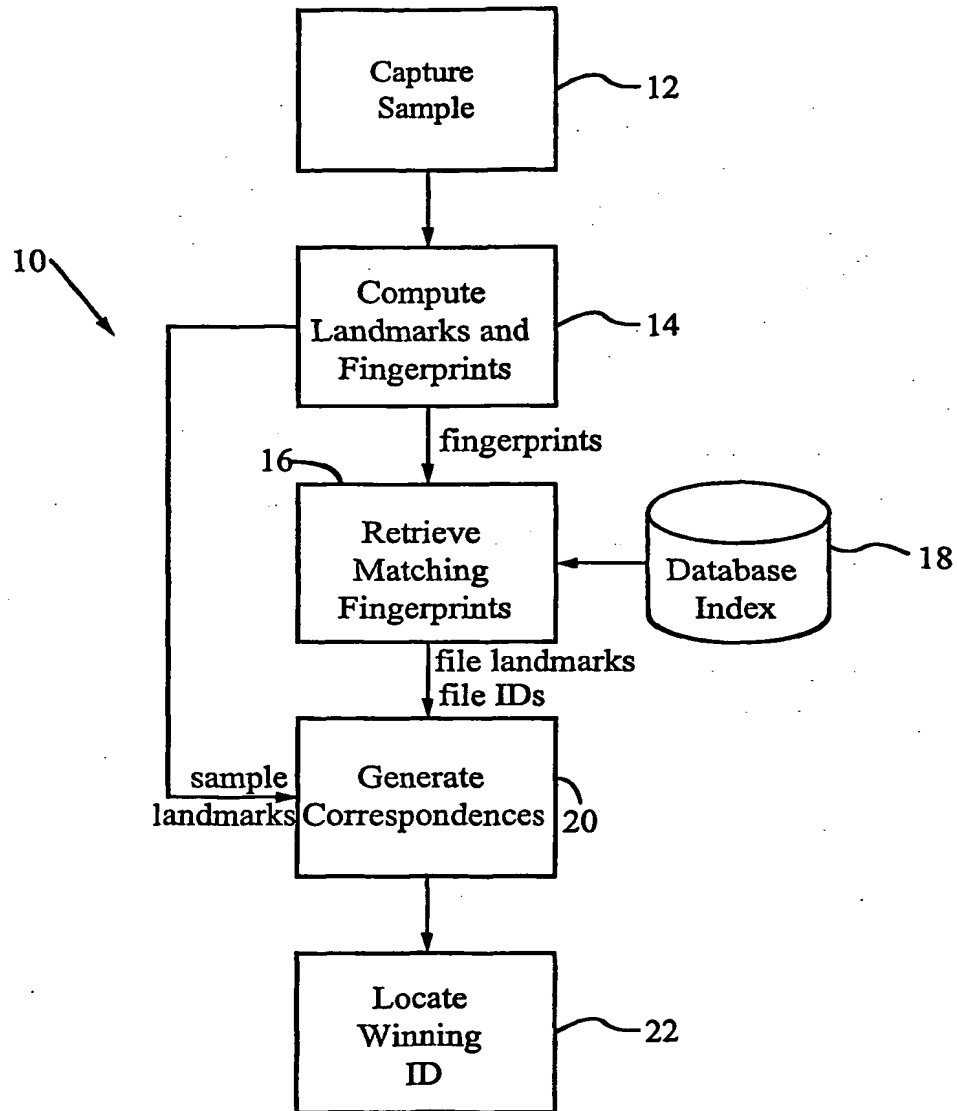 Capture
Sample
12
10
Compute
Landmarks and
Fingerprints
14
fingerprints
16
Retrieve
Matching
Fingerprints
Database
Index
18
file landmarks
file IDs
sample
landmarks
Generate
Correspondences
20
Locate
Winning
ID
22